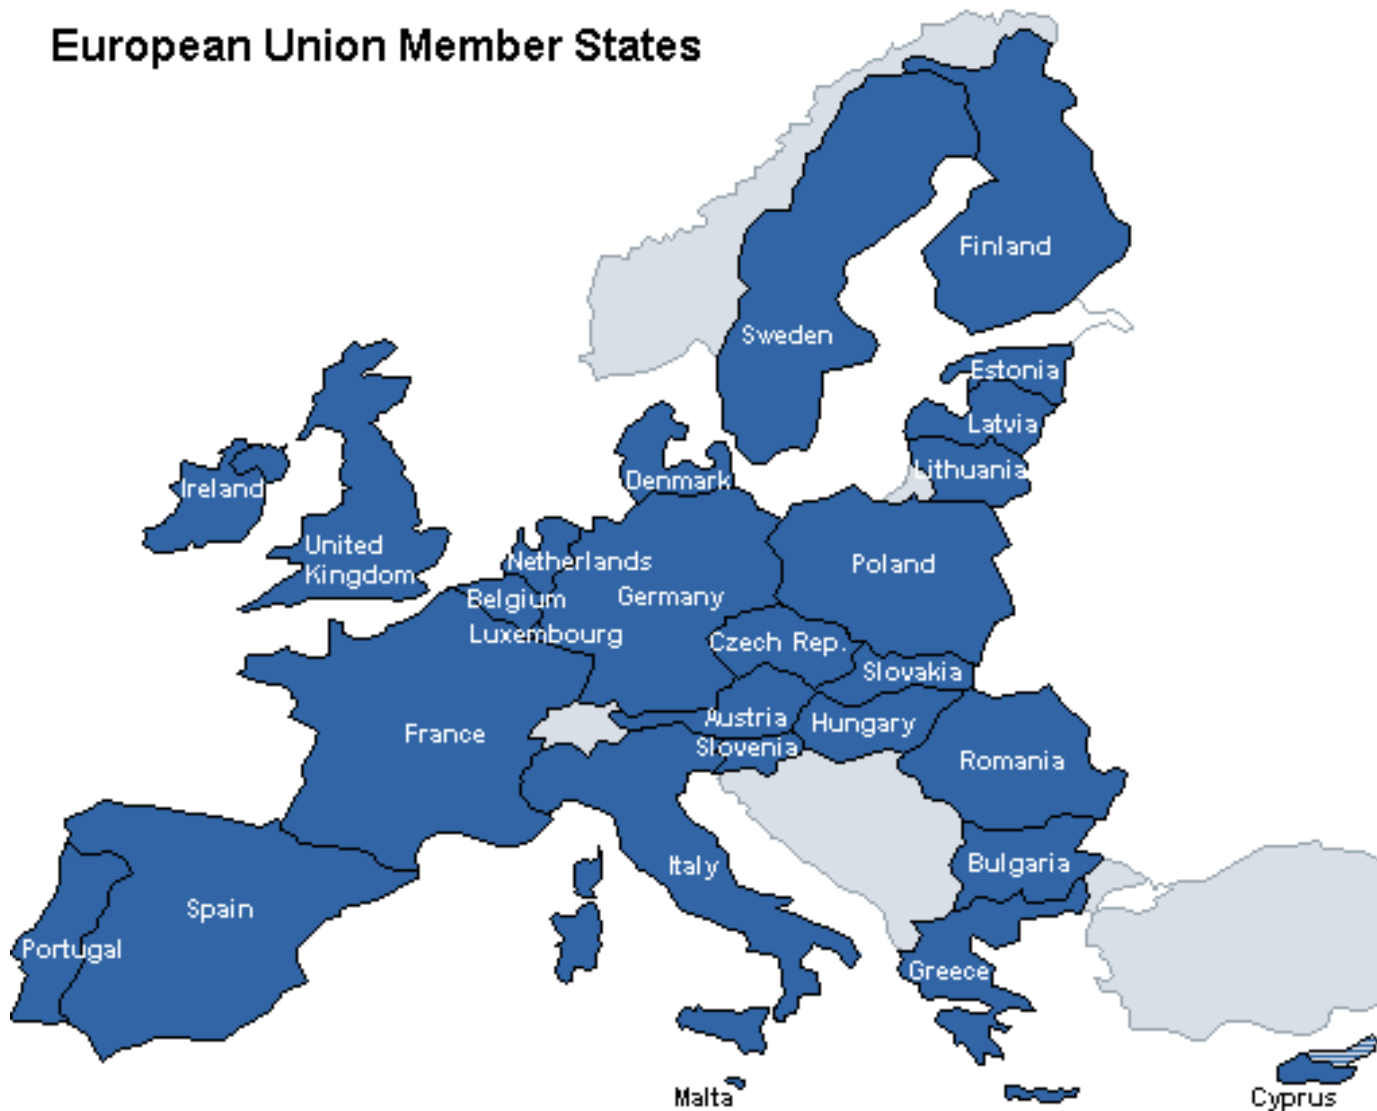 European Union Member States
Finland
Sweden
Estonia
Latvia
Lithuania
Denmark
Ireland
United
Kingdom
Netherlands
Poland
Belgium
Germany
Luxembourg
Czech Rep.
Slovakia
Austria
Hungary
France
Slovenia
Romania
Italy
Bulgaria
Spain
Portugal
Greece
Malta
Cyprus